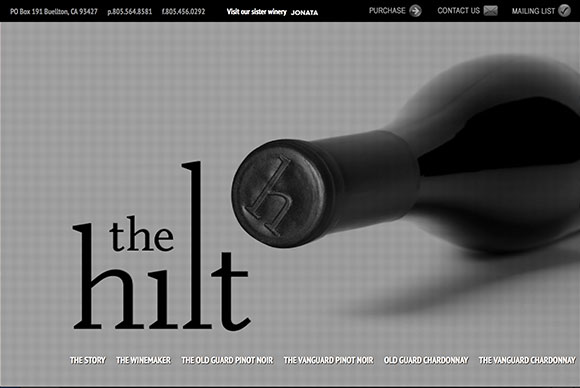 PO Box 191 Buellton, CA 93427 p.805.564.8581 f.805.456.0292 Visit our sister winery JONATA PURCHASE CONTACT US MAILING LIST
h
the
hilt
THE STORY THE WINEMAKER THE OLD GUARD PINOT NOIR THE VANGUARD PINOT NOIR OLD GUARD CHARDONNAY THE VANGUARD CHARDONNAY